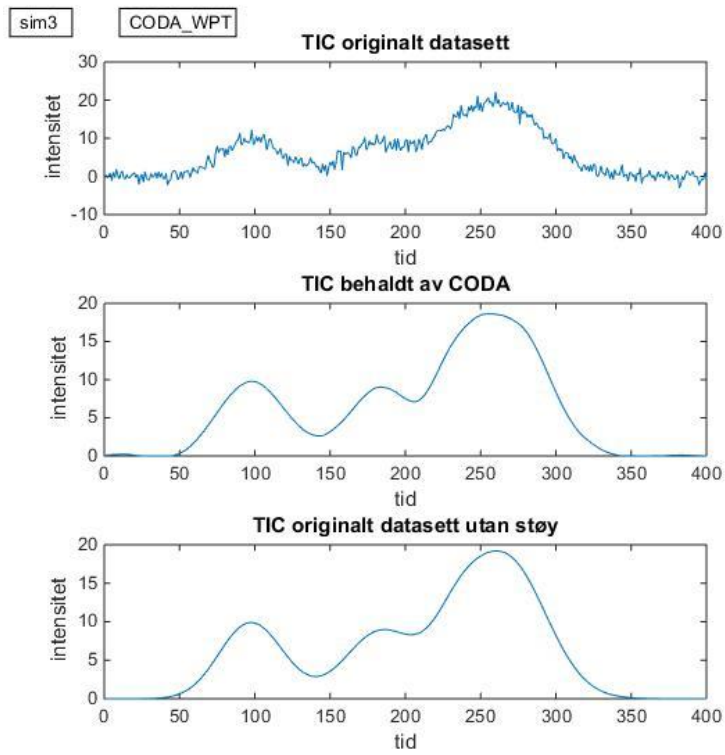 sim3
CODA_WPT
TIC originalt datasett
intensitet
30
20
10
0
-10
0 50 100 150 200 250 300 350 400
tid
TIC behaldt av CODA
intensitet
20
15
10
5
0
0 50 100 150 200 250 300 350 400
tid
TIC originalt datasett utan støy
intensitet
20
15
10
5
0
0 50 100 150 200 250 300 350 400
tid